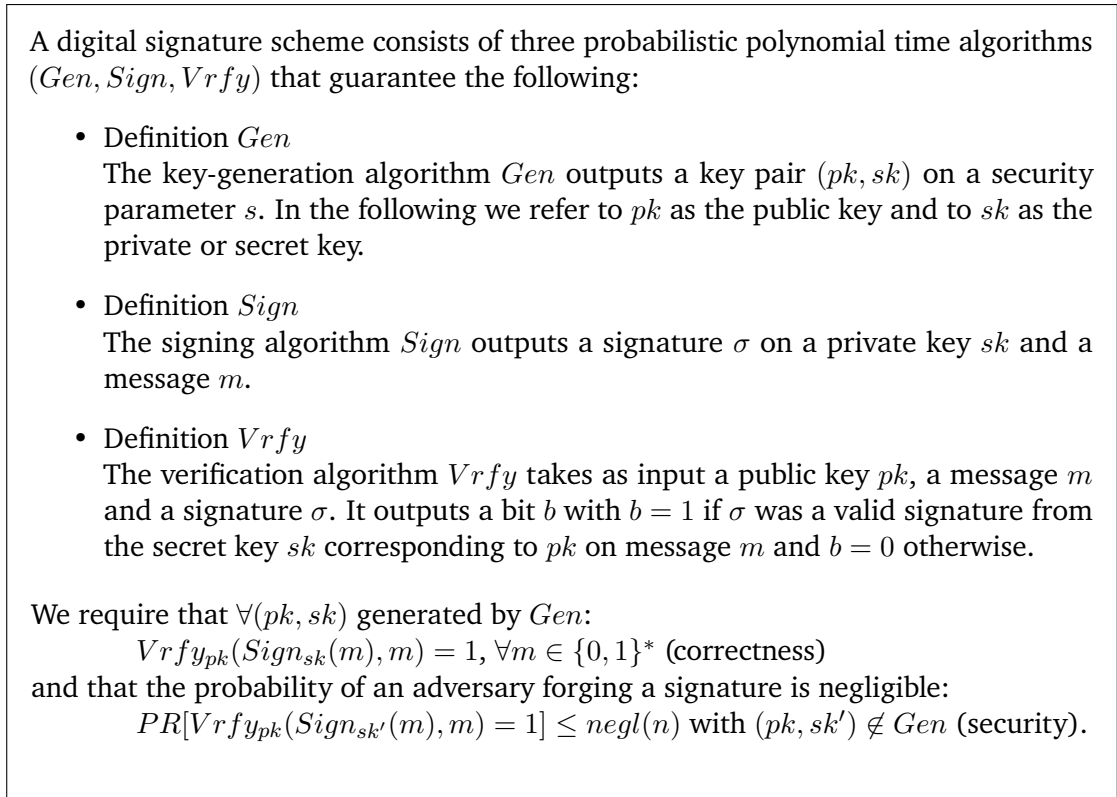 A digital signature scheme consists of three probabilistic polynomial time algorithms
(Gen, Sign, Vrfy) that guarantee the following:
• Definition Gen
The key-generation algorithm Gen outputs a key pair (pk, sk) on a security
parameter s. In the following we refer to pk as the public key and to sk as the
private or secret key.
• Definition Sign
The signing algorithm Sign outputs a signature σ on a private key sk and a
message m.
• Definition Vrfy
The verification algorithm Vrfy takes as input a public key pk, a message m
and a signature σ. It outputs a bit b with b = 1 if σ was a valid signature from
the secret key sk corresponding to pk on message m and b = 0 otherwise.
We require that ∀(pk, sk) generated by Gen:
Vrfy_pk(Sign_sk(m), m) = 1, ∀m ∈ {0, 1}* (correctness)
and that the probability of an adversary forging a signature is negligible:
PR[Vrfy_pk(Sign_sk′(m), m) = 1] ≤ negl(n) with (pk, sk′) ∉ Gen (security).